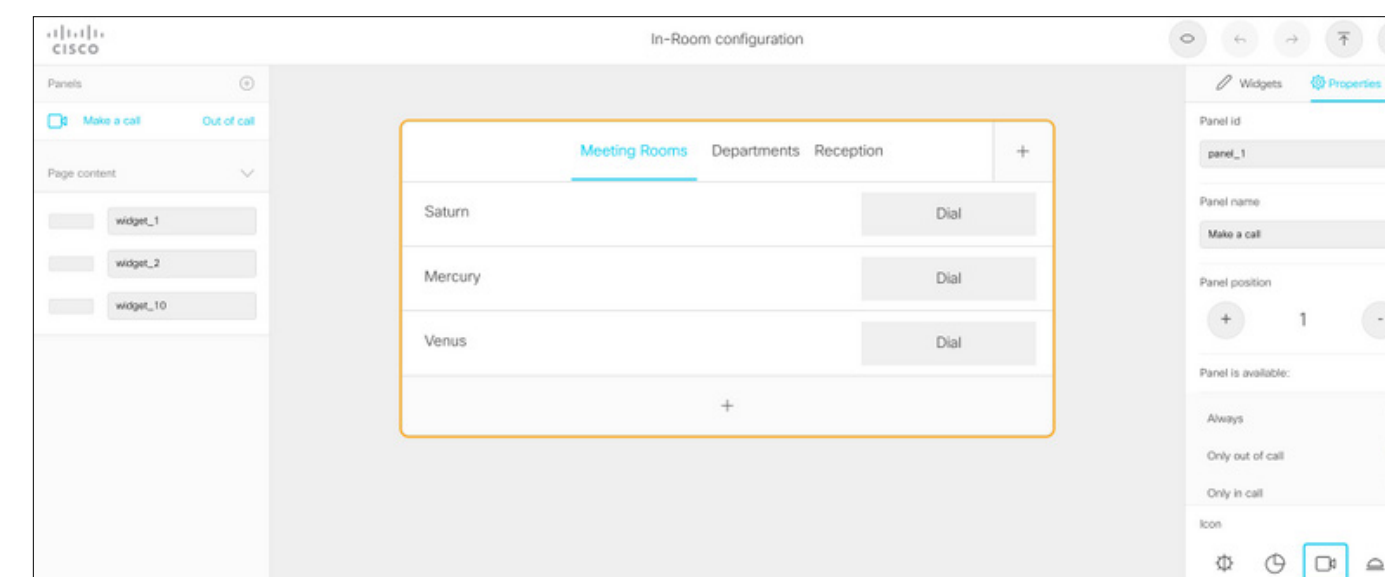 CISCO
In-Room configuration
Panels
Make a call Out of call
Page content
widget_1
widget_2
widget_10
Meeting Rooms Departments Reception +
Saturn Dial
Mercury Dial
Venus Dial
+
Widgets Properties
Panel id
panel_1
Panel name
Make a call
Panel position
+ 1 -
Panel is available:
Always
Only out of call
Only in call
Icon